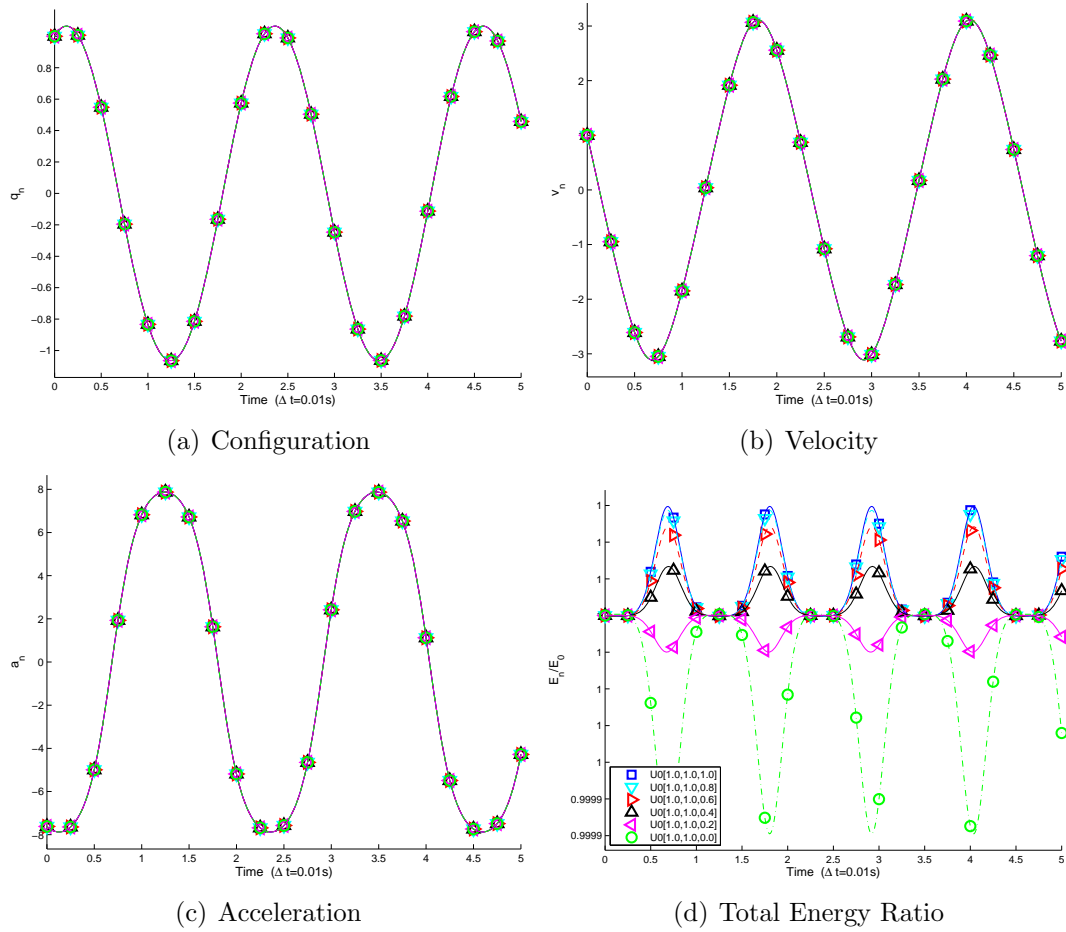 0.8
0.4
0.2
0
−0.2
−0.4
−0.8
−1
q_n
0 0.5 1 1.5 2 2.5 3 3.5 4 4.5 5
Time (Δ t=0.01s)
(a) Configuration
3
2
1
0
−1
−2
−3
v_n
0 0.5 1 1.5 2 2.5 3 3.5 4 4.5 5
Time (Δ t=0.01s)
(b) Velocity
8
6
4
2
0
−2
−4
−6
−8
a_n
0 0.5 1 1.5 2 2.5 3 3.5 4 4.5 5
Time (Δ t=0.01s)
(c) Acceleration
1
1
1
1
1
1
0.9999
0.9999
E_n/E_0
U0[1.0,1.0,1.0]
U0[1.0,1.0,0.8]
U0[1.0,1.0,0.6]
U0[1.0,1.0,0.4]
U0[1.0,1.0,0.2]
U0[1.0,1.0,0.0]
0 0.5 1 1.5 2 2.5 3 3.5 4 4.5 5
Time (Δ t=0.01s)
(d) Total Energy Ratio